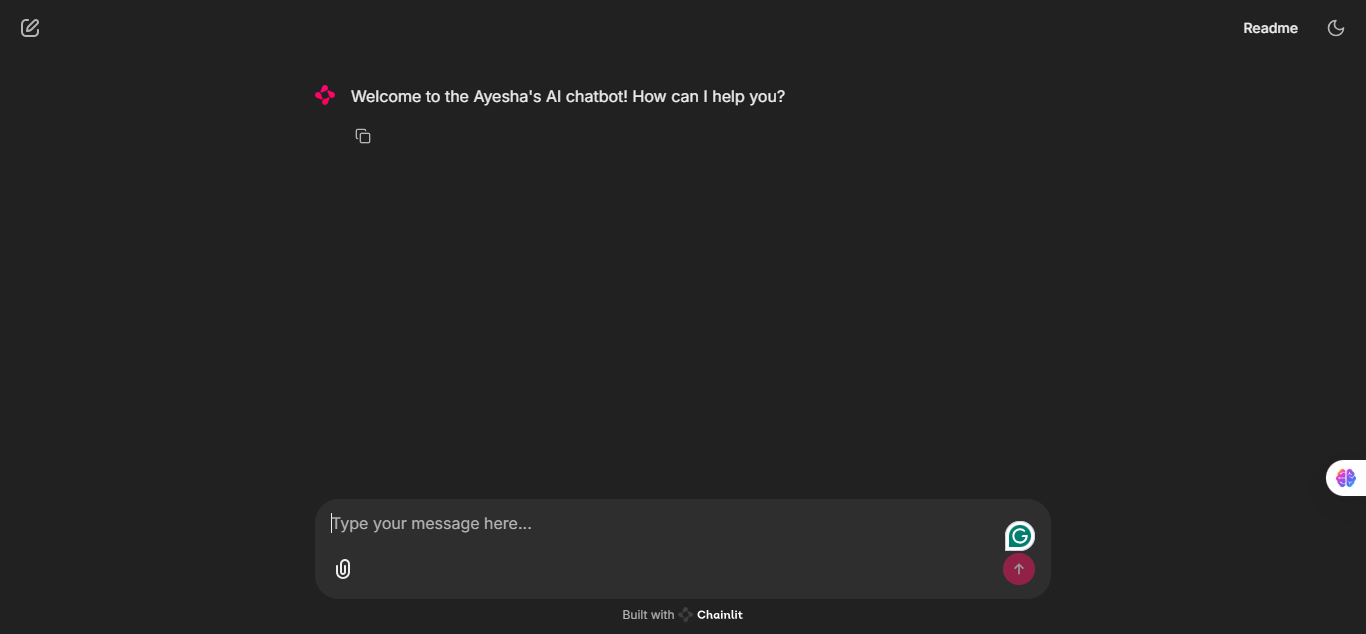 Readme
Welcome to the Ayesha's AI chatbot! How can I help you?
Type your message here...
Built with Chainlit